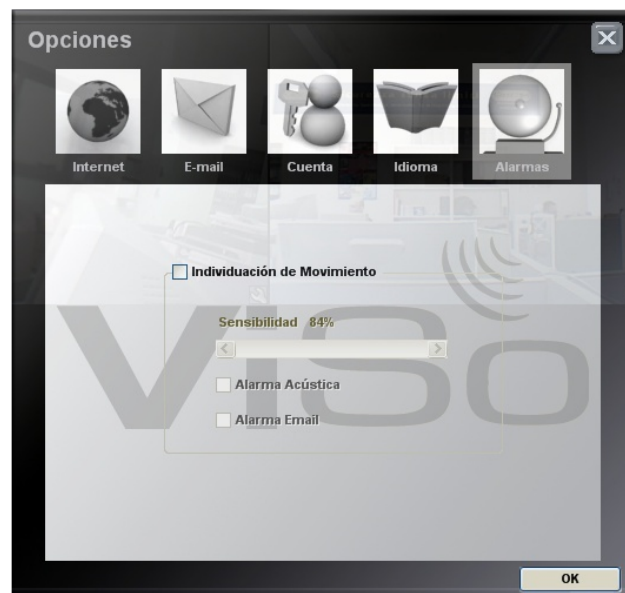 Opciones
Internet
E-mail
Cuenta
Idioma
Alarmas
Individuación de Movimiento
Sensibilidad 84%
Alarma Acústica
Alarma Email
VISO
OK